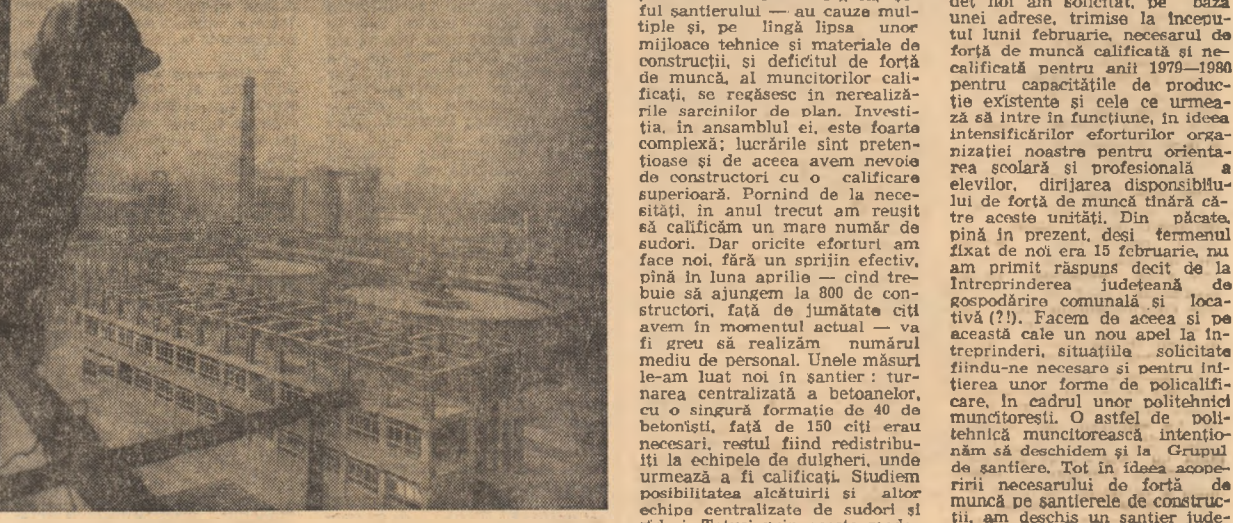 ful șantierului — au cauze mul-
tiple și, pe lîngă lipsa unor
mijloace tehnice și materiale de
construcții, și deficitul de forță
de muncă, al muncitorilor cali-
ficați, se regăsesc in nerealiză-
rile sarcinilor de plan. Investi-
ția, in ansamblul ei, este foarte
complexă; lucrările sînt preten-
țioase și de aceea avem nevoie
de constructori cu o calificare
superioară. Pornind de la nece-
sități, în anul trecut am reușit
să calificăm un mare număr de
sudori. Dar oricîte eforturi am
face noi, fără un sprijin efectiv,
pînă în luna aprilie — cînd tre-
buie să ajungem la 800 de con-
structori, față de jumătate cîți
avem în momentul actual — va
fi greu să realizăm numărul
mediu de personal. Unele măsuri
le-am luat noi în șantier : tur-
narea centralizată a betoanelor,
cu o singură formație de 40 de
betoniști, față de 150 cîți erau
necesari, restul fiind redistribu-
iți la echipele de dulgheri, unde
urmează a fi calificați. Studiem
posibilitatea alcătuirii și altor
echipe centralizate de sudori și
det noi am solicitat, pe baza
unei adrese, trimise la începu-
tul lunii februarie, necesarul de
forță de muncă calificată și ne-
calificată pentru anii 1979—1980
pentru capacitățile de produc-
ție existente și cele ce urmea-
ză să intre în funcțiune, în ideea
intensificărilor eforturilor orga-
nizației noastre pentru orienta-
rea școlară și profesională a
elevilor, dirijarea disponsibilu-
lui de forță de muncă tînără că-
tre aceste unități. Din păcate,
pînă în prezent, deși termenul
fixat de noi era 15 februarie, nu
am primit răspuns decît de la
Întreprinderea județeană de
gospodărire comunală și loca-
tivă (?!). Facem de aceea și pe
această cale un nou apel la în-
treprinderi, situațiile solicitate
fiindu-ne necesare și pentru ini-
țierea unor forme de policalifi-
care, în cadrul unor politehnici
muncitorești. O astfel de poli-
tehnică muncitorească intențio-
năm să deschidem și la Grupul
de șantiere. Tot în ideea acope-
ririi necesarului de forță de
muncă pe șantierele de construc-
ții, am deschis un șantier jude-